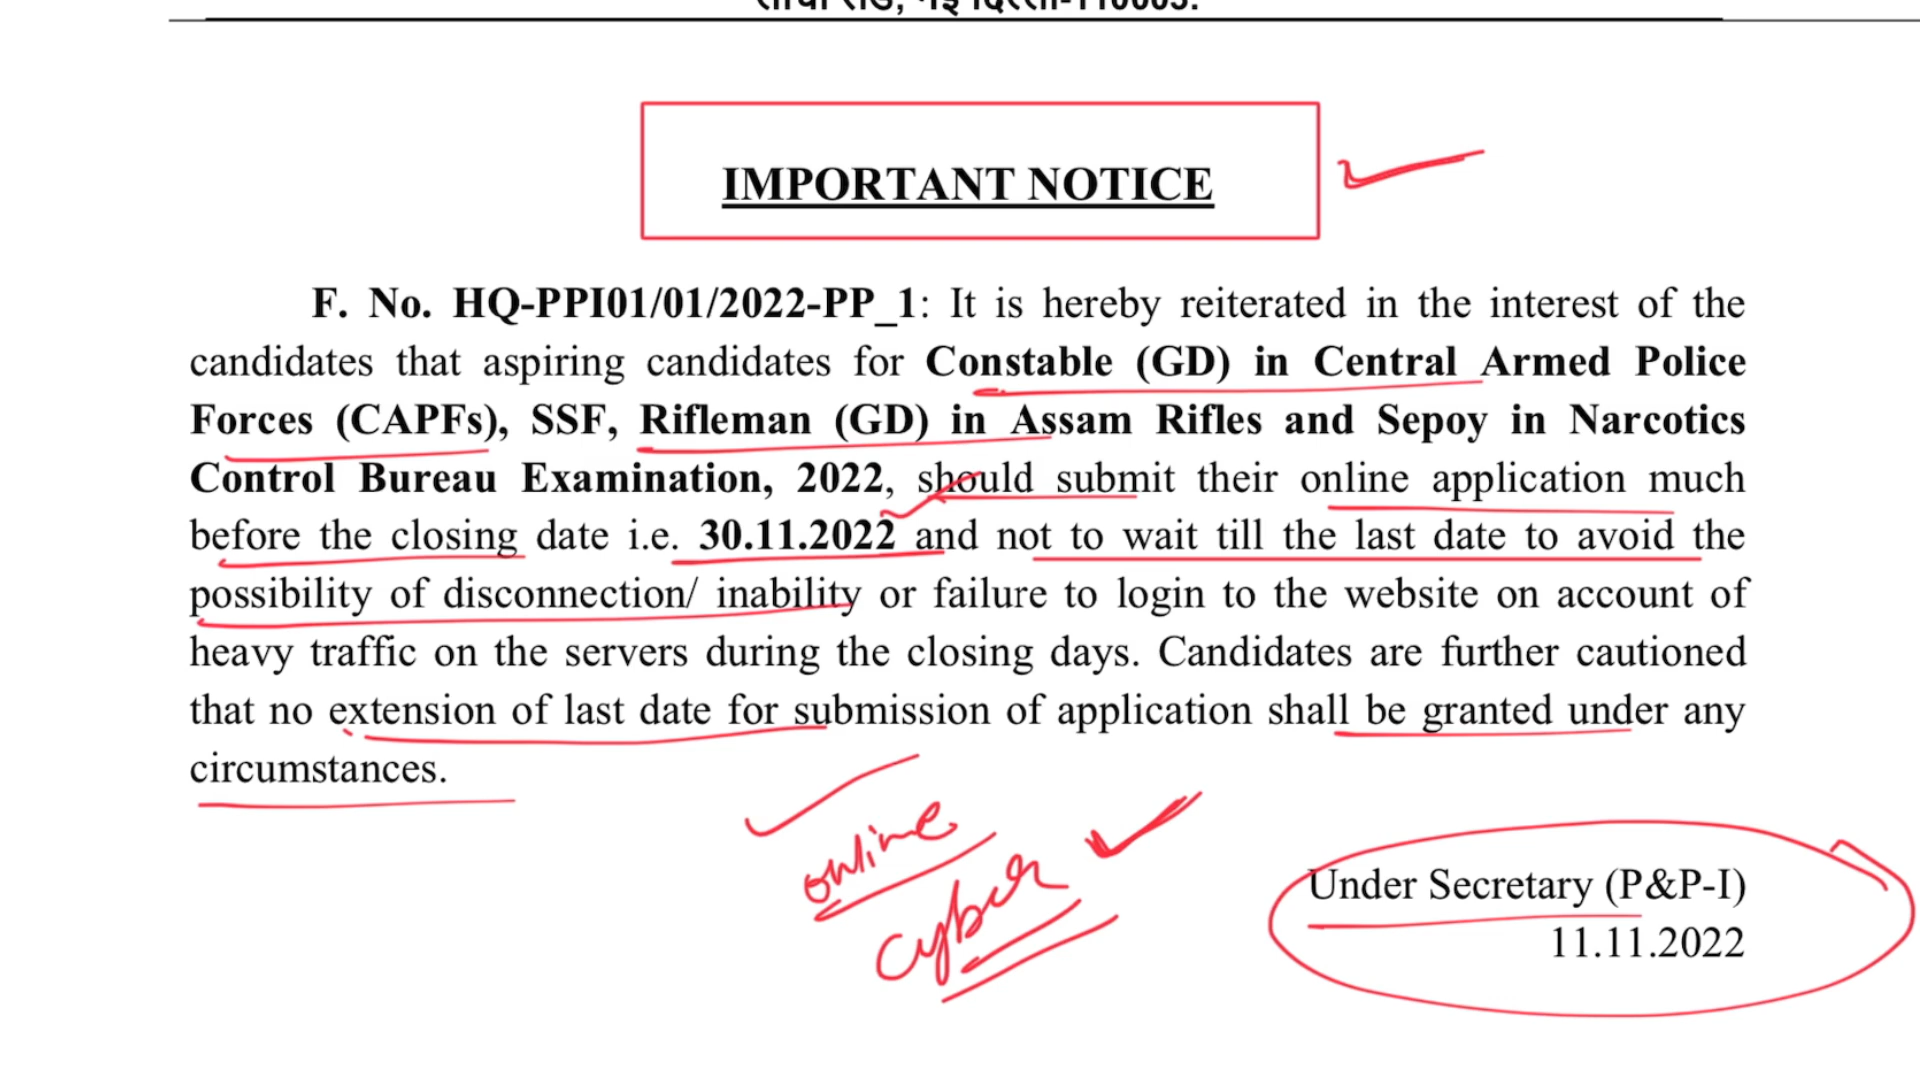 नई दिल्ली-110003.
IMPORTANT NOTICE
F. No. HQ-PPI01/01/2022-PP_1: It is hereby reiterated in the interest of the
candidates that aspiring candidates for Constable (GD) in Central Armed Police
Forces (CAPFs), SSF, Rifleman (GD) in Assam Rifles and Sepoy in Narcotics
Control Bureau Examination, 2022, should submit their online application much
before the closing date i.e. 30.11.2022 and not to wait till the last date to avoid the
possibility of disconnection/ inability or failure to login to the website on account of
heavy traffic on the servers during the closing days. Candidates are further cautioned
that no extension of last date for submission of application shall be granted under any
circumstances.
online
cyber
Under Secretary (P&P-I)
11.11.2022